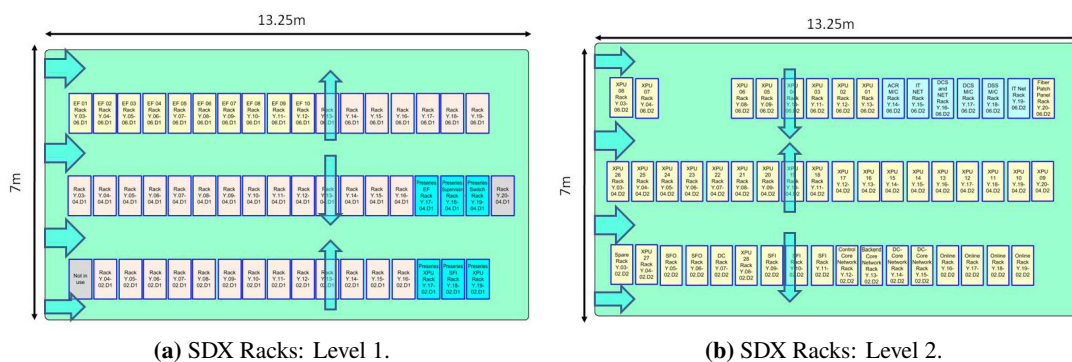 13.25m
7m
EF 01 Rack Y.03-06.D1
EF 02 Rack Y.04-06.D1
EF 03 Rack Y.05-06.D1
EF 04 Rack Y.06-06.D1
EF 05 Rack Y.07-06.D1
EF 06 Rack Y.08-06.D1
EF 07 Rack Y.09-06.D1
EF 08 Rack Y.10-06.D1
EF 09 Rack Y.11-06.D1
EF 10 Rack Y.12-06.D1
Rack Y.13-06.D1
Rack Y.14-06.D1
Rack Y.15-06.D1
Rack Y.16-06.D1
Rack Y.17-06.D1
Rack Y.18-06.D1
Rack Y.19-06.D1
Rack Y.03-04.D1
Rack Y.04-04.D1
Rack Y.05-04.D1
Rack Y.06-04.D1
Rack Y.07-04.D1
Rack Y.08-04.D1
Rack Y.09-04.D1
Rack Y.10-04.D1
Rack Y.11-04.D1
Rack Y.12-04.D1
Rack Y.13-04.D1
Rack Y.14-04.D1
Rack Y.15-04.D1
Rack Y.16-04.D1
Preseries EF Rack Y.17-04.D1
Preseries Supervisn Rack Y.18-04.D1
Preseries Switch Rack Y.19-04.D1
Rack Y.20-04.D1
Not in use
Rack Y.04-02.D1
Rack Y.05-02.D1
Rack Y.06-02.D1
Rack Y.07-02.D1
Rack Y.08-02.D1
Rack Y.09-02.D1
Rack Y.10-02.D1
Rack Y.11-02.D1
Rack Y.12-02.D1
Rack Y.13-02.D1
Rack Y.14-02.D1
Rack Y.15-02.D1
Rack Y.16-02.D1
Preseries XPU Rack Y.17-02.D1
Preseries SFI Rack Y.18-02.D1
Preseries XPU Rack Y.19-02.D1
(a) SDX Racks: Level 1.
13.25m
7m
XPU 08 Rack Y.03-06.D2
XPU 07 Rack Y.04-06.D2
XPU 06 Rack Y.08-06.D2
XPU 05 Rack Y.09-06.D2
XPU Rack 06.D2
XPU 03 Rack Y.11-06.D2
XPU 02 Rack Y.12-06.D2
XPU 01 Rack Y.13-06.D2
ACR M/C Rack Y.14-06.D2
IT NET Rack Y.15-06.D2
DCS and NET Rack Y.16-06.D2
DCS M/C Rack Y.17-06.D2
DSS M/C Rack Y.18-06.D2
IT Net Rack Y.19-06.D2
Fiber Patch Panel Rack Y.20-06.D2
XPU 26 Rack Y.03-04.D2
XPU 25 Rack Y.04-04.D2
XPU 24 Rack Y.05-04.D2
XPU 23 Rack Y.06-04.D2
XPU 22 Rack Y.07-04.D2
XPU 21 Rack Y.08-04.D2
XPU 20 Rack Y.09-04.D2
XPU Rack 04.D2
XPU 18 Rack Y.11-04.D2
XPU 17 Rack Y.12-04.D2
XPU 16 Rack Y.13-04.D2
XPU 15 Rack Y.14-04.D2
XPU 14 Rack Y.15-04.D2
XPU 13 Rack Y.16-04.D2
XPU 12 Rack Y.17-04.D2
XPU 11 Rack Y.18-04.D2
XPU 10 Rack Y.19-04.D2
XPU 09 Rack Y.20-04.D2
Spare Rack Y.03-02.D2
XPU 27 Rack Y.04-02.D2
SFO Rack Y.05-02.D2
SFO Rack Y.06-02.D2
DC Rack Y.07-02.D2
XPU 28 Rack Y.08-02.D2
SFI Rack Y.09-02.D2
SFI Rack Y.10-02.D2
SFI Rack Y.11-02.D2
Control Core Network Rack Y.12-02.D2
Backend Core Network Rack Y.13-02.D2
DC-Core Network Rack Y.14-02.D2
DC-Core Network Rack Y.15-02.D2
Online Rack Y.16-02.D2
Online Rack Y.17-02.D2
Online Rack Y.18-02.D2
Online Rack Y.19-02.D2
(b) SDX Racks: Level 2.